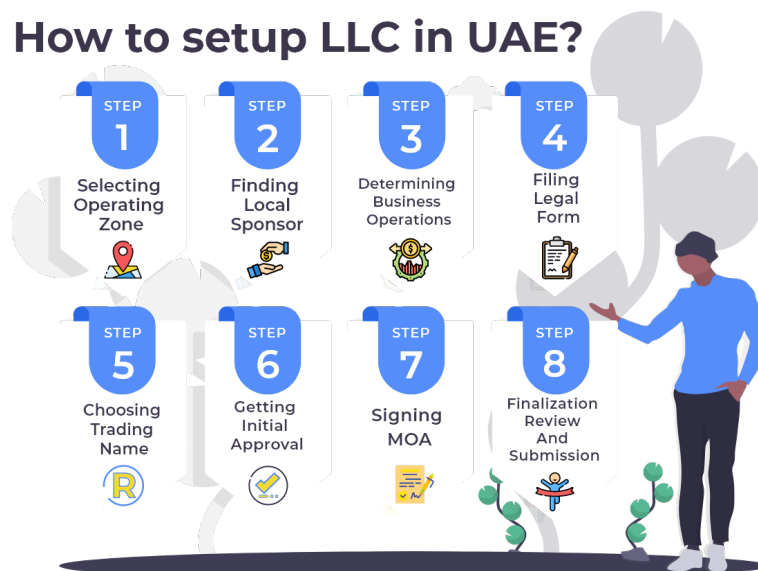 How to setup LLC in UAE?
STEP
1
Selecting
Operating
Zone
STEP
2
Finding
Local
Sponsor
STEP
3
Determining
Business
Operations
STEP
4
Filing
Legal
Form
STEP
5
Choosing
Trading
Name
R
STEP
6
Getting
Initial
Approval
STEP
7
Signing
MOA
STEP
8
Finalization
Review
And
Submission